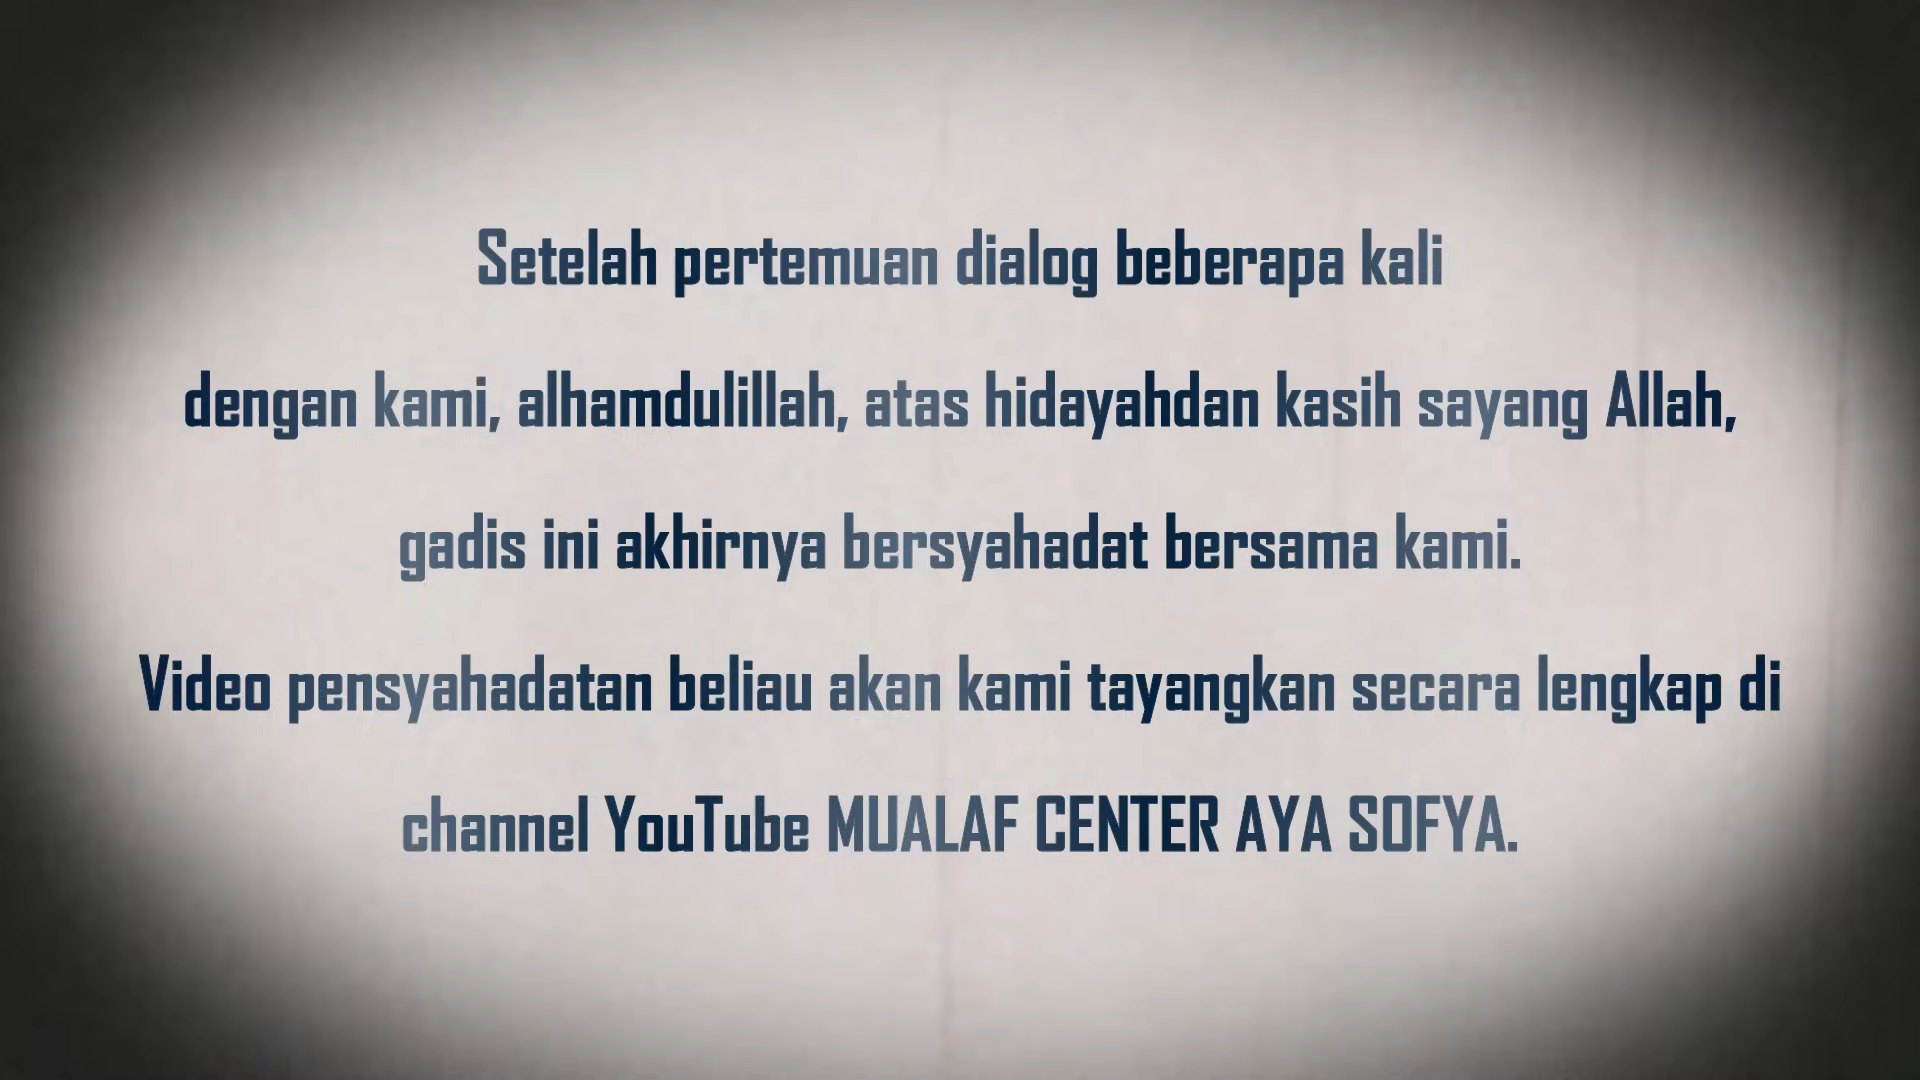 Setelah pertemuan dialog beberapa kali
dengan kami, alhamdulillah, atas hidayahdan kasih sayang Allah,
gadis ini akhirnya bersyahadat bersama kami.
Video pensyahadatan beliau akan kami tayangkan secara lengkap di
channel YouTube MUALAF CENTER AYA SOFYA.